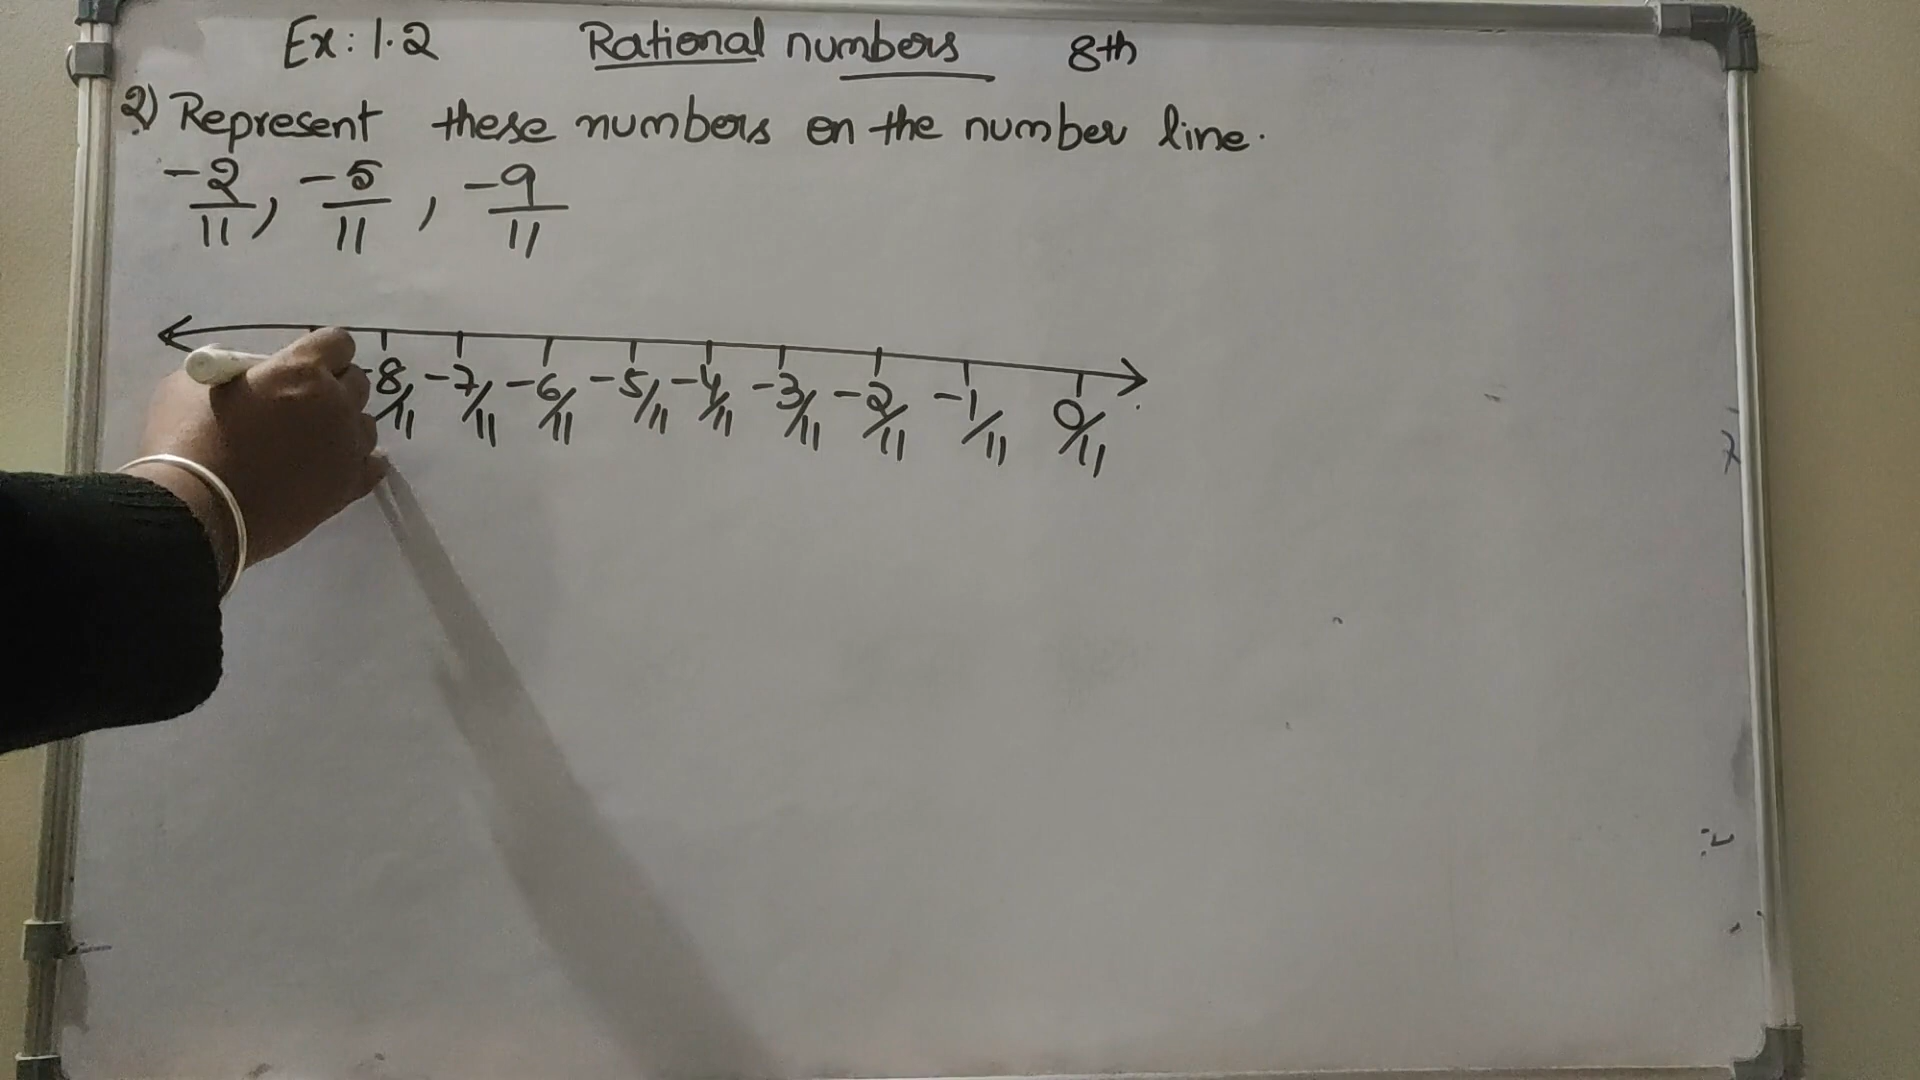 Ex: 1.2 Rational numbers 8th
2) Represent these numbers on the number line.
-2/11, -5/11, -9/11
-8/11 -7/11 -6/11 -5/11 -4/11 -3/11 -2/11 -1/11 0/11